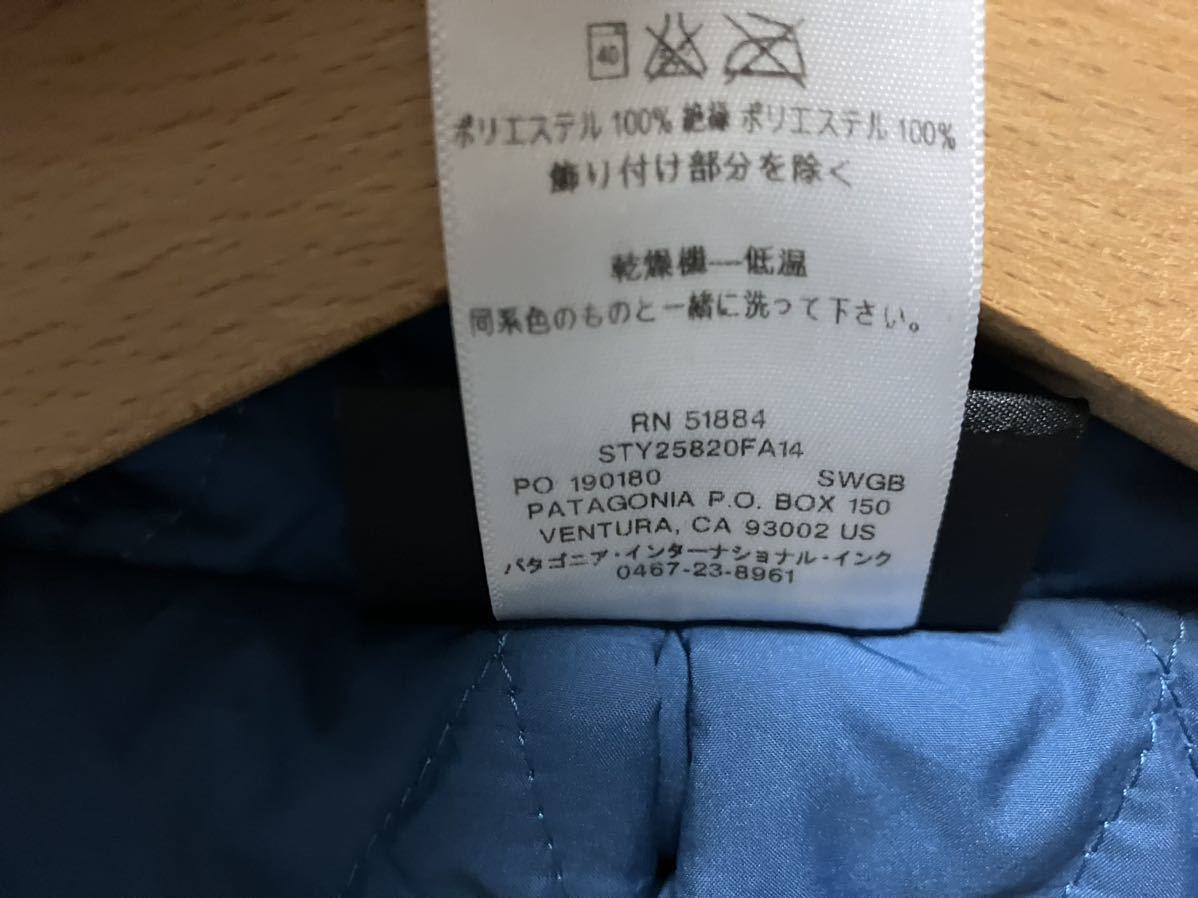 40
ポリエステル 100% 絶縁 ポリエステル 100%
飾り付け部分を除く
乾燥機—低温
同系色のものと一緒に洗って下さい。
RN 51884
STY25820FA14
PO 190180 SWGB
PATAGONIA P.O. BOX 150
VENTURA, CA 93002 US
パタゴニア・インターナショナル・インク
0467-23-8961